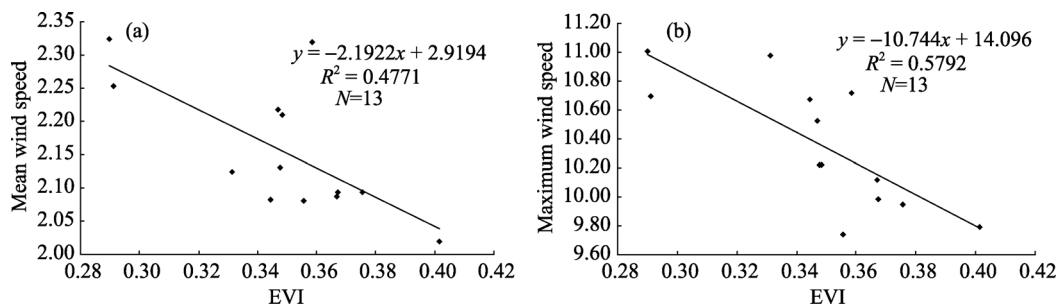 (a)
y = –2.1922x + 2.9194
R² = 0.4771
N=13
Mean wind speed
2.35
2.30
2.25
2.20
2.15
2.10
2.05
2.00
0.28 0.30 0.32 0.34 0.36 0.38 0.40 0.42
EVI
(b)
y = –10.744x + 14.096
R² = 0.5792
N=13
Maximum wind speed
11.20
11.00
10.80
10.60
10.40
10.20
10.00
9.80
9.60
0.28 0.30 0.32 0.34 0.36 0.38 0.40 0.42
EVI